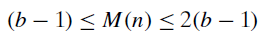 (b − 1) ≤ M(n) ≤ 2(b − 1)